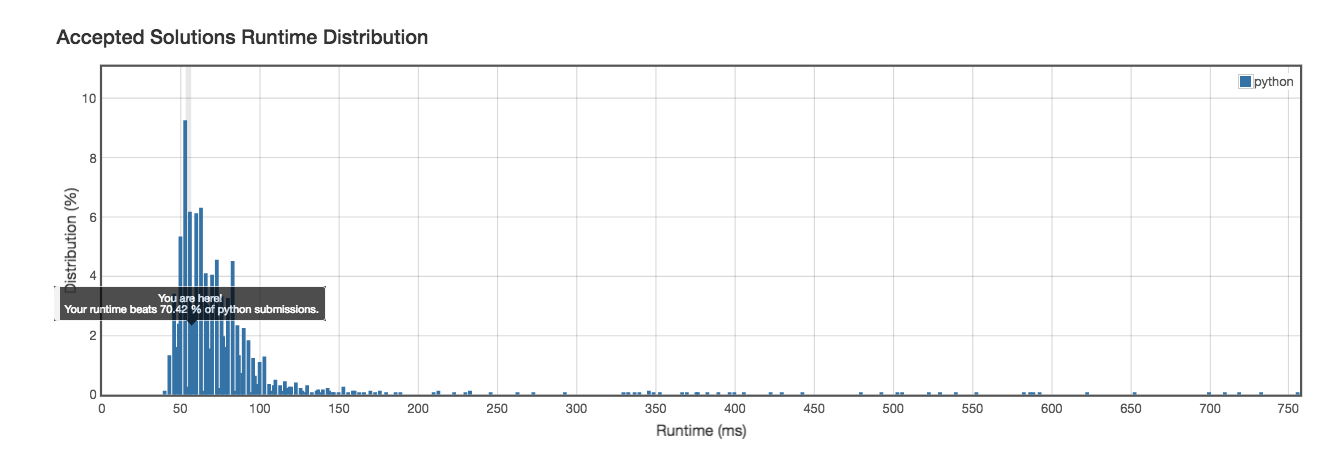 Accepted Solutions Runtime Distribution
python
10
8
6
4
2
0
Distribution (%)
You are here!
Your runtime beats 70.42 % of python submissions.
0 50 100 150 200 250 300 350 400 450 500 550 600 650 700 750
Runtime (ms)